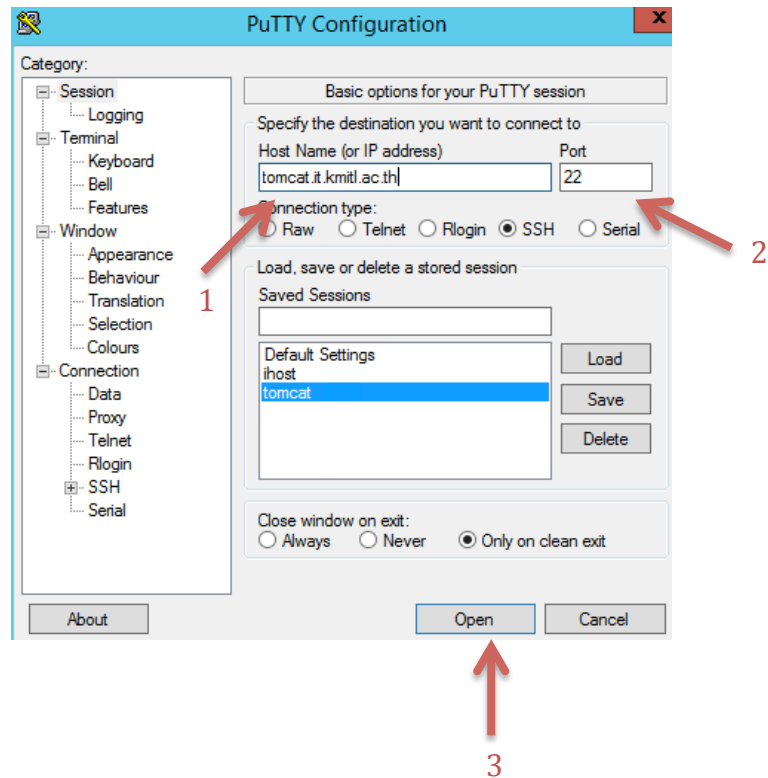 PuTTY Configuration
x
Category:
Session
Logging
Terminal
Keyboard
Bell
Features
Window
Appearance
Behaviour
Translation
Selection
Colours
Connection
Data
Proxy
Telnet
Rlogin
SSH
Serial
Basic options for your PuTTY session
Specify the destination you want to connect to
Host Name (or IP address) Port
tomcat.it.kmitl.ac.th 22
Connection type:
Raw Telnet Rlogin SSH Serial
1
2
Load, save or delete a stored session
Saved Sessions
Default Settings
ihost
tomcat
Load
Save
Delete
Close window on exit:
Always Never Only on clean exit
About Open Cancel
3